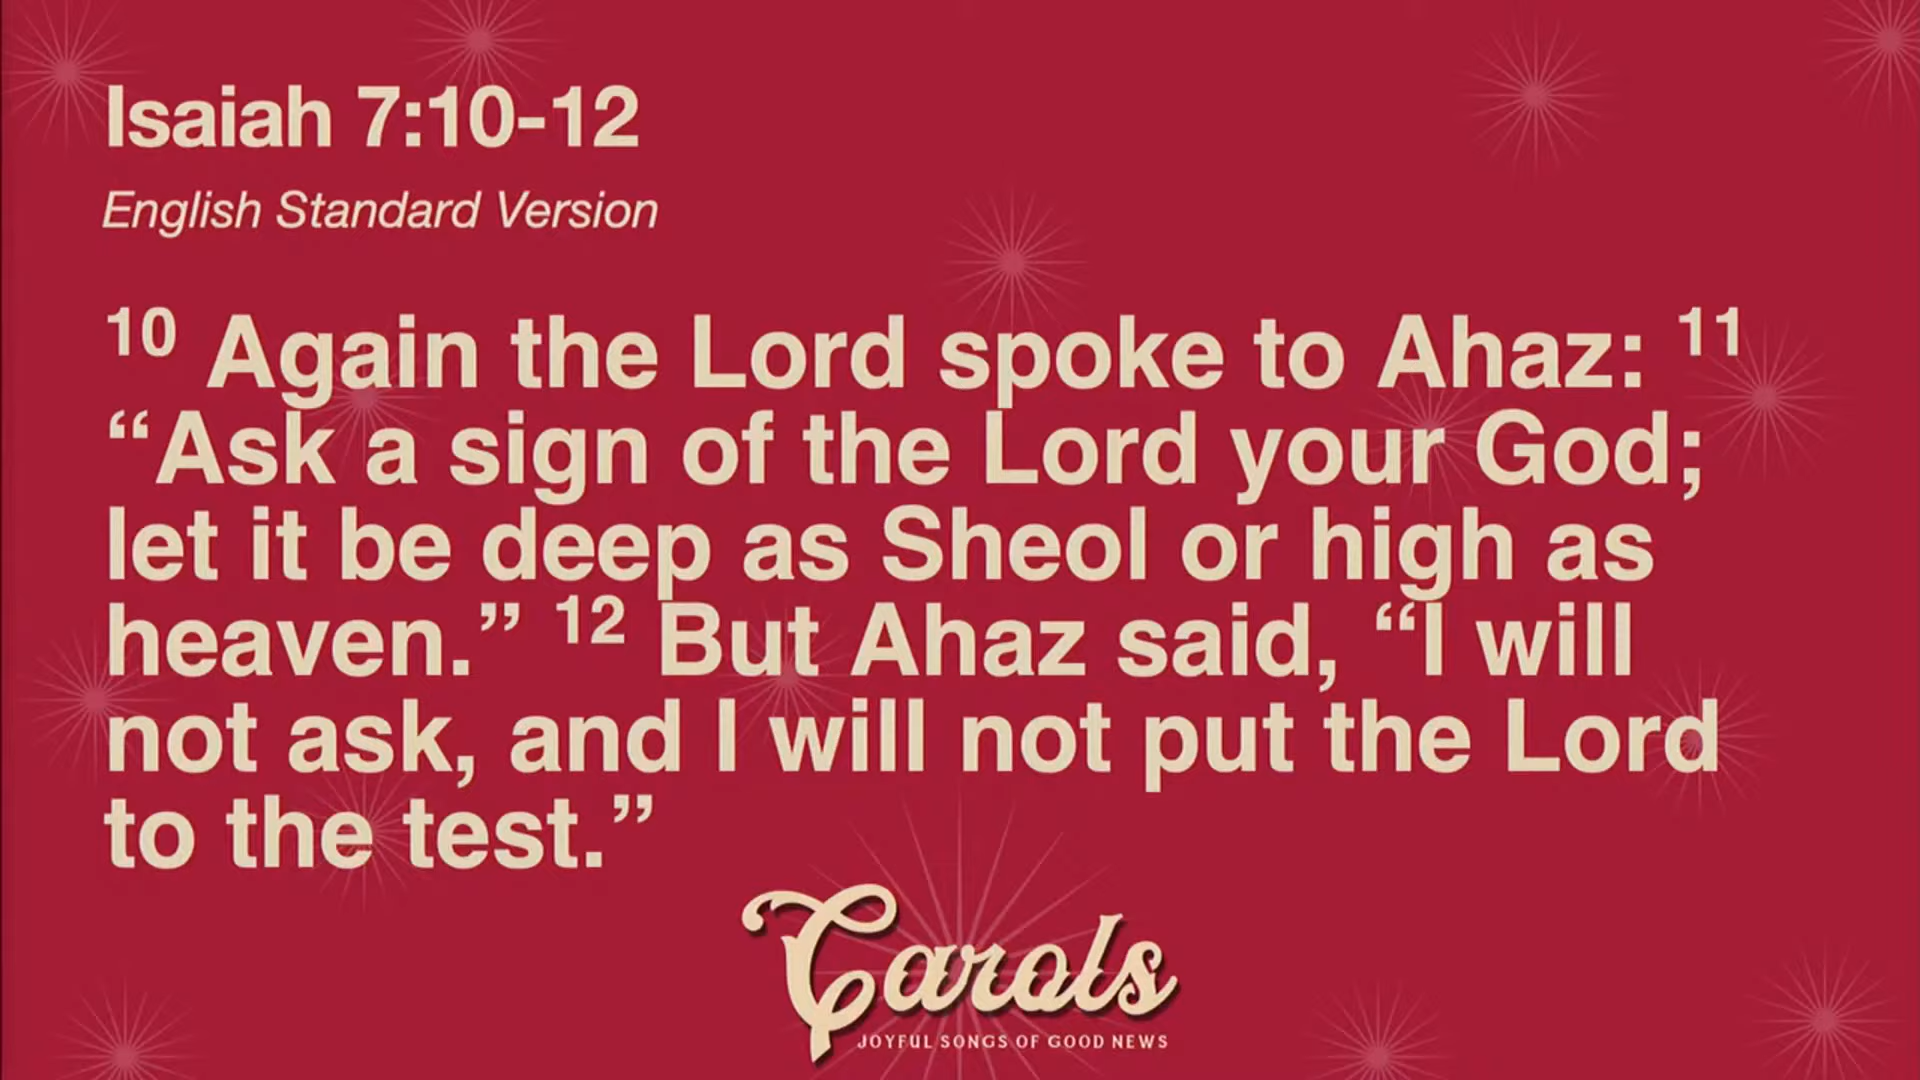 Isaiah 7:10-12
English Standard Version
10 Again the Lord spoke to Ahaz: 11
“Ask a sign of the Lord your God;
let it be deep as Sheol or high as
heaven.” 12 But Ahaz said, “I will
not ask, and I will not put the Lord
to the test.”
Carols
JOYFUL SONGS OF GOOD NEWS